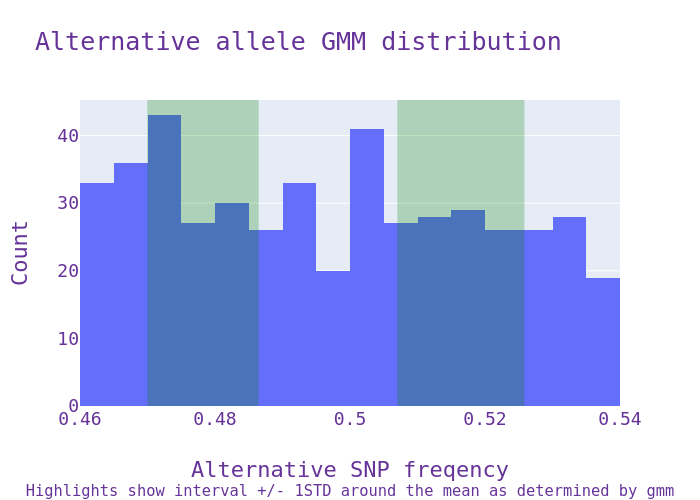 Alternative allele GMM distribution
40
30
20
10
0
Count
0.46 0.48 0.5 0.52 0.54
Alternative SNP freqency
Highlights show interval +/- 1STD around the mean as determined by gmm